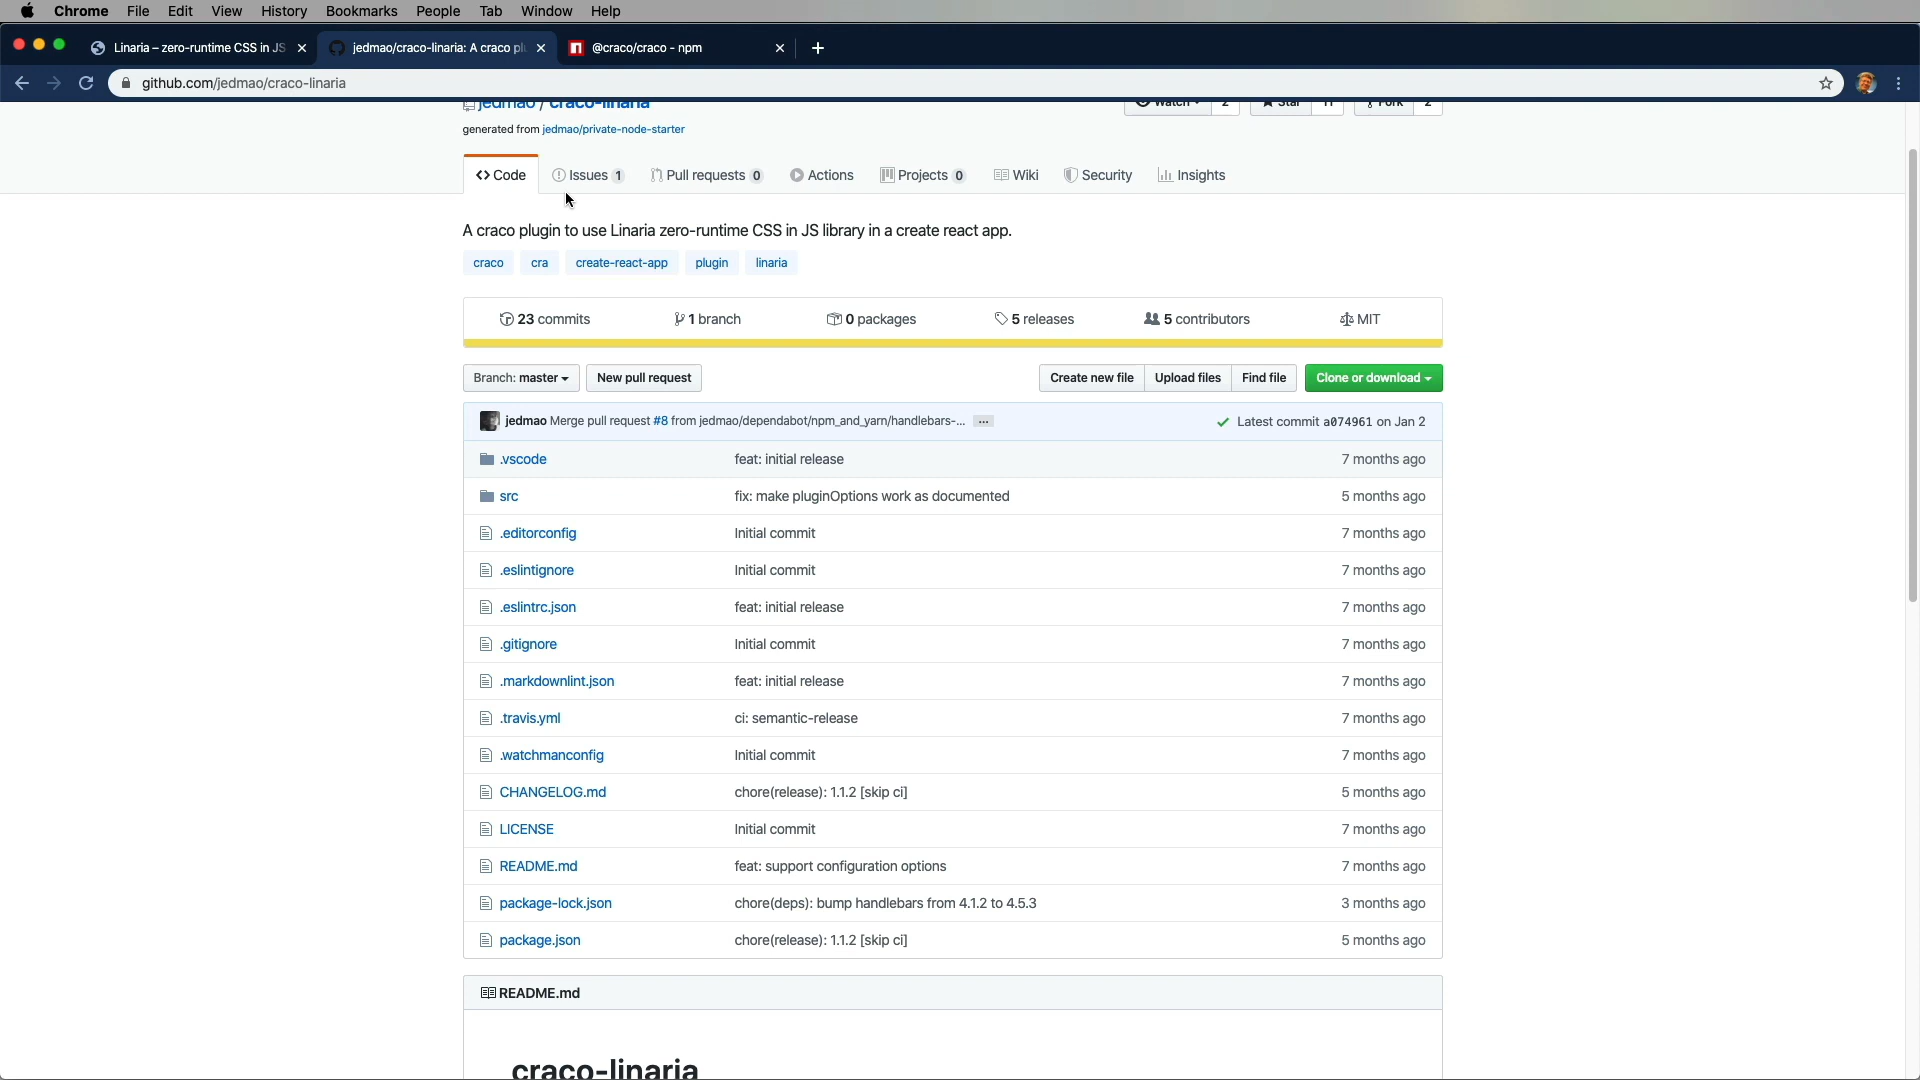 Chrome File Edit View History Bookmarks People Tab Window Help
Linaria – zero-runtime CSS in JS
jedmao/craco-linaria: A craco pl
@craco/craco - npm
github.com/jedmao/craco-linaria
jedmao / craco-linaria
Watch 2 Star 11 Fork 2
generated from jedmao/private-node-starter
Code Issues 1 Pull requests 0 Actions Projects 0 Wiki Security Insights
A craco plugin to use Linaria zero-runtime CSS in JS library in a create react app.
craco cra create-react-app plugin linaria
23 commits 1 branch 0 packages 5 releases 5 contributors MIT
Branch: master New pull request Create new file Upload files Find file Clone or download
jedmao Merge pull request #8 from jedmao/dependabot/npm_and_yarn/handlebars-... … Latest commit a074961 on Jan 2
.vscode feat: initial release 7 months ago
src fix: make pluginOptions work as documented 5 months ago
.editorconfig Initial commit 7 months ago
.eslintignore Initial commit 7 months ago
.eslintrc.json feat: initial release 7 months ago
.gitignore Initial commit 7 months ago
.markdownlint.json feat: initial release 7 months ago
.travis.yml ci: semantic-release 7 months ago
.watchmanconfig Initial commit 7 months ago
CHANGELOG.md chore(release): 1.1.2 [skip ci] 5 months ago
LICENSE Initial commit 7 months ago
README.md feat: support configuration options 7 months ago
package-lock.json chore(deps): bump handlebars from 4.1.2 to 4.5.3 3 months ago
package.json chore(release): 1.1.2 [skip ci] 5 months ago
README.md
craco-linaria